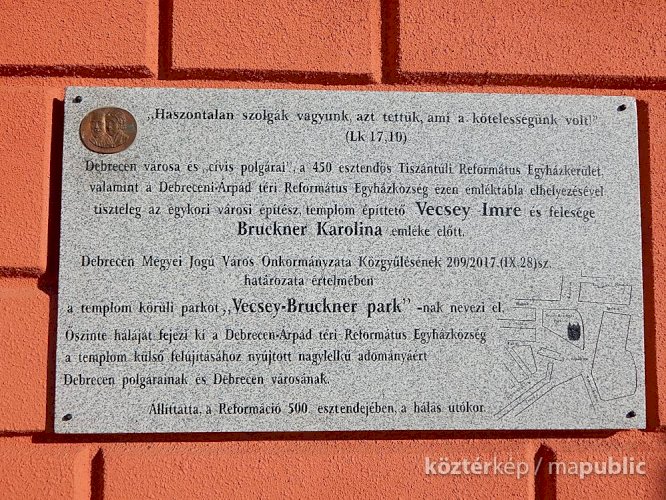 „Haszontalan szolgák vagyunk, azt tettük, ami a kötelességünk volt!”
(Lk 17,10)
Debrecen városa és „cívis polgárai”, a 450 esztendős Tiszántúli Református Egyházkerület,
valamint a Debreceni-Árpád téri Református Egyházközség ezen emléktábla elhelyezésével
tiszteleg az egykori városi építész, templom építtető Vecsey Imre és felesége
Bruckner Karolina emléke előtt.
Debrecen Megyei Jogú Város Önkormányzata Közgyűlésének 209/2017.(IX.28)sz.
határozata értelmében
a templom körüli parkot „Vecsey-Bruckner park” -nak nevezi el.
Őszinte háláját fejezi ki a Debrecen-Árpád téri Református Egyházközség
a templom külső felújításához nyújtott nagylelkű adományáért
Debrecen polgárainak és Debrecen városának.
Állíttatta, a Reformáció 500. esztendejében, a hálás utókor.
köztérkép / mapublic